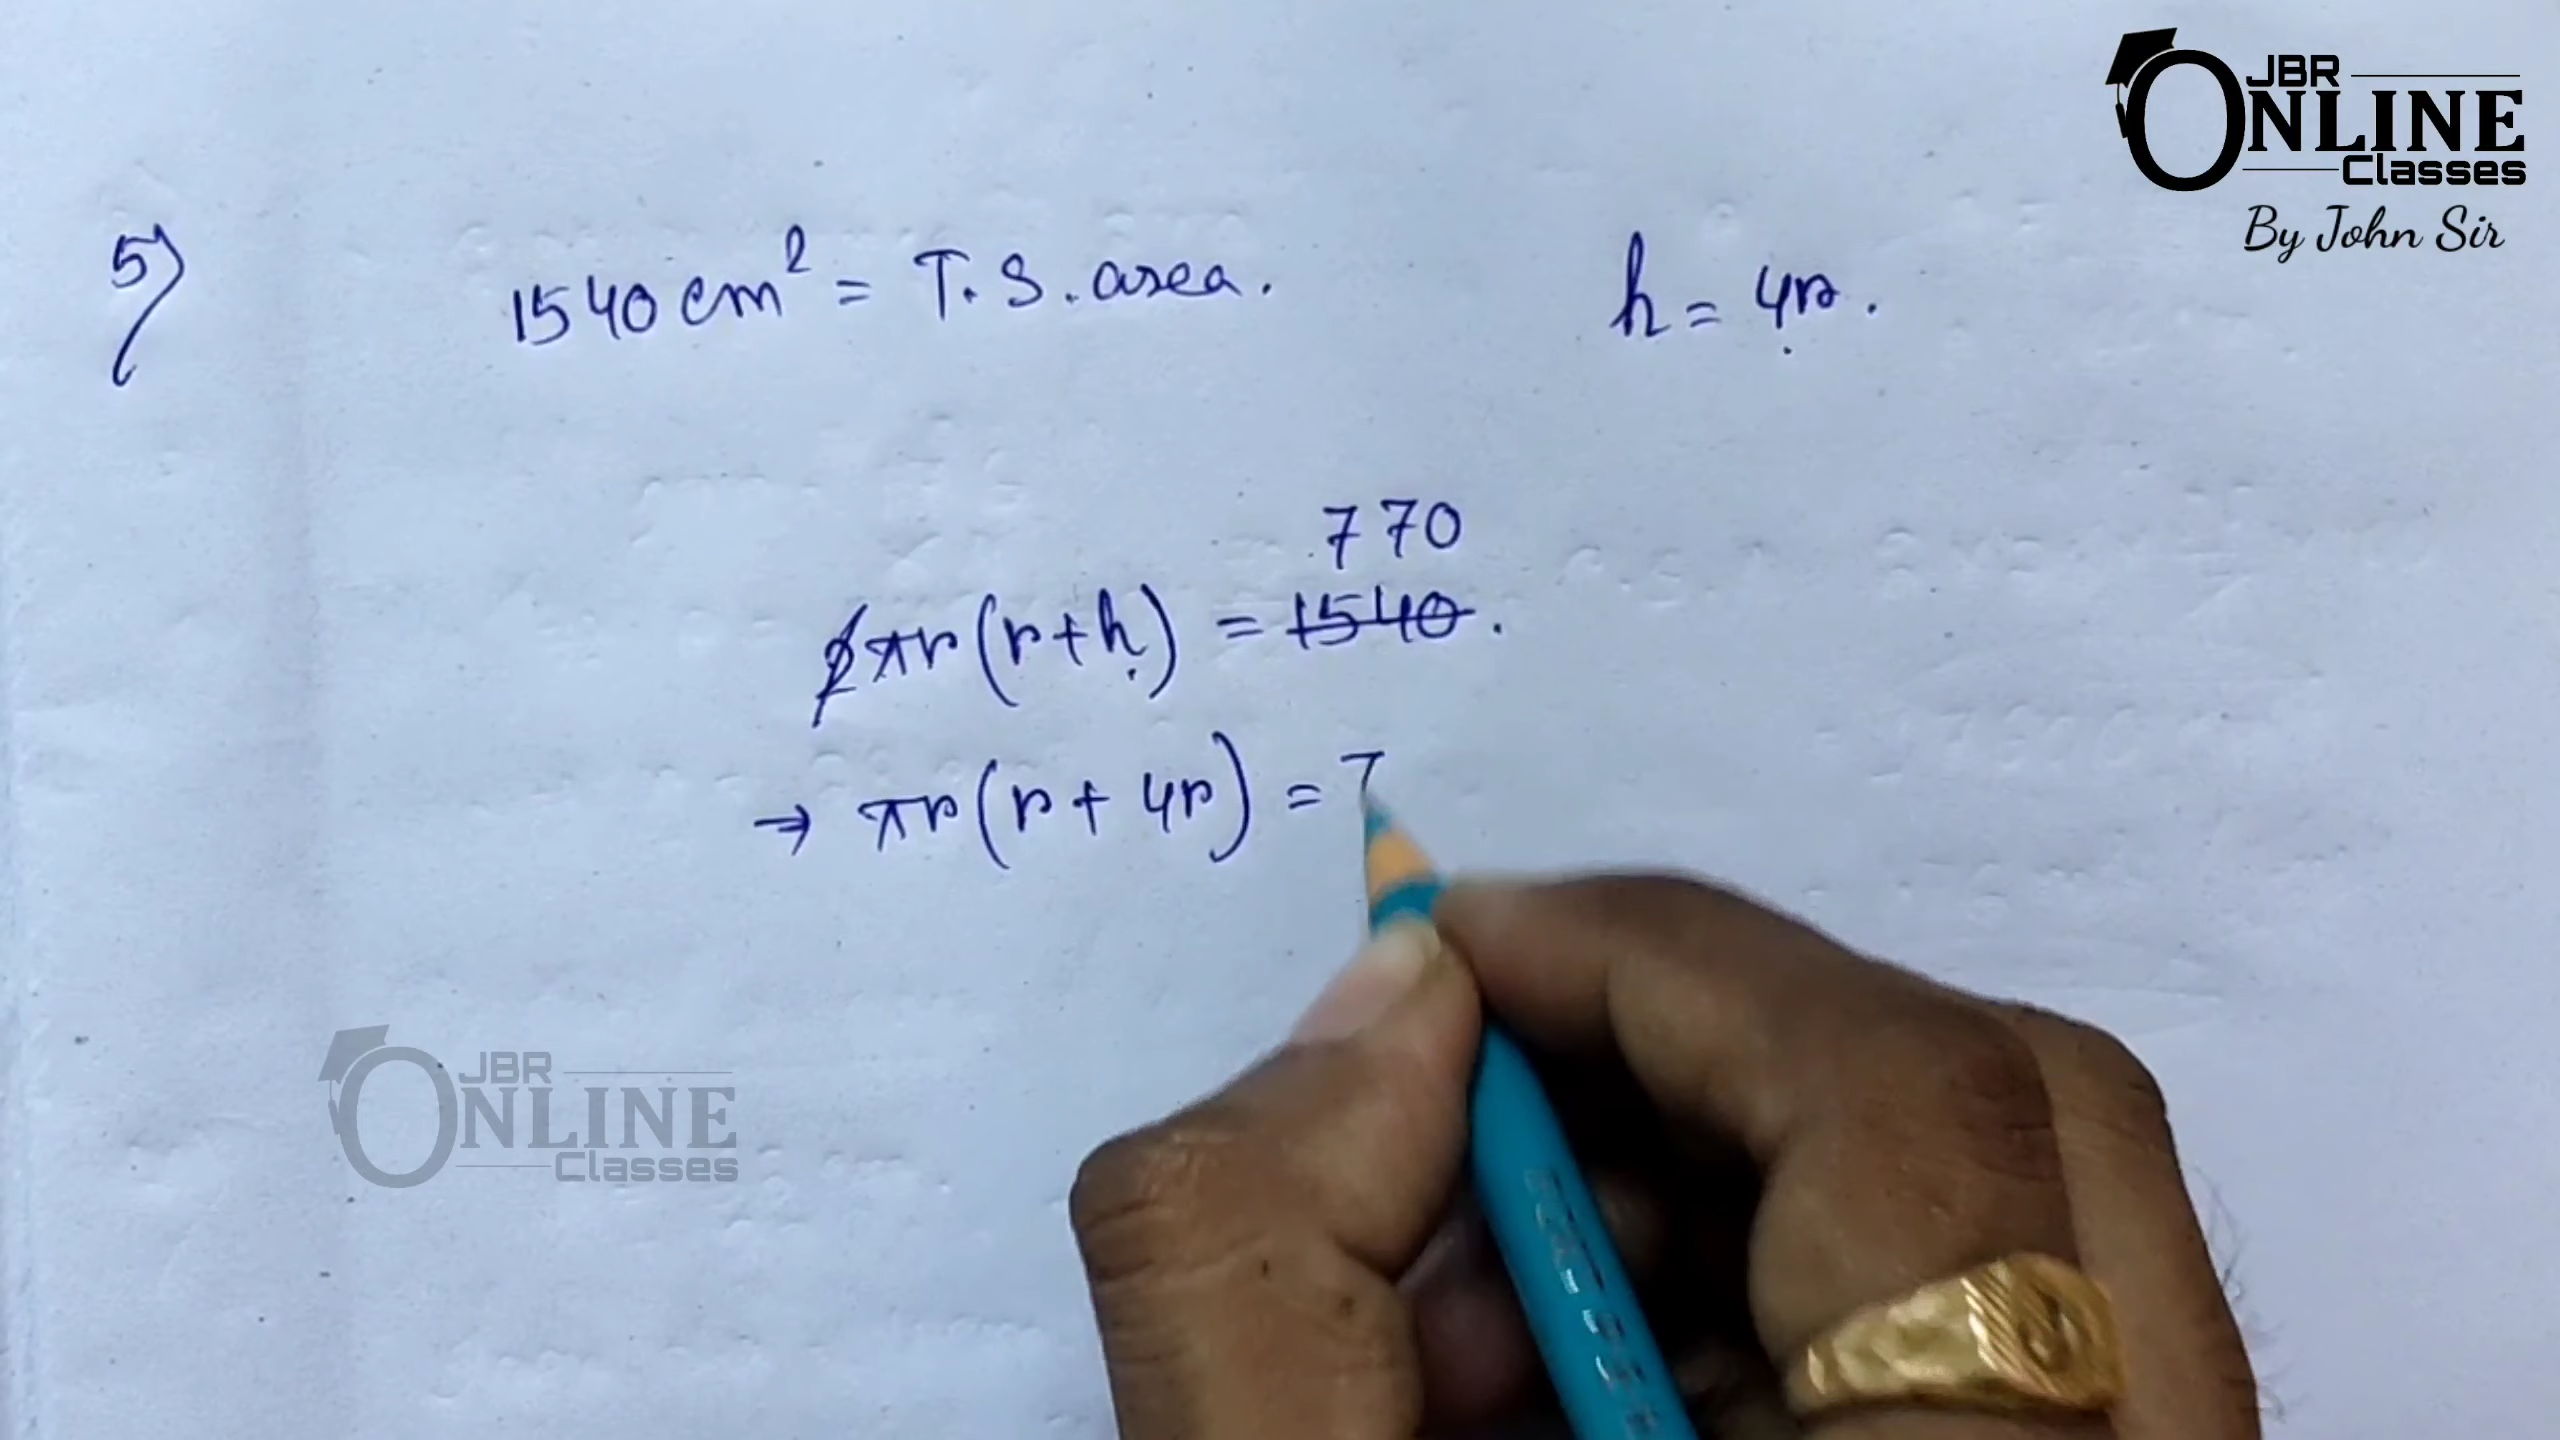 JBR
ONLINE
Classes
By John Sir
5)
1540 cm² = T. S. area.
h = 4r.
770
2πr(r+h) = 1540.
→ πr(r + 4r) = 7
JBR
ONLINE
Classes